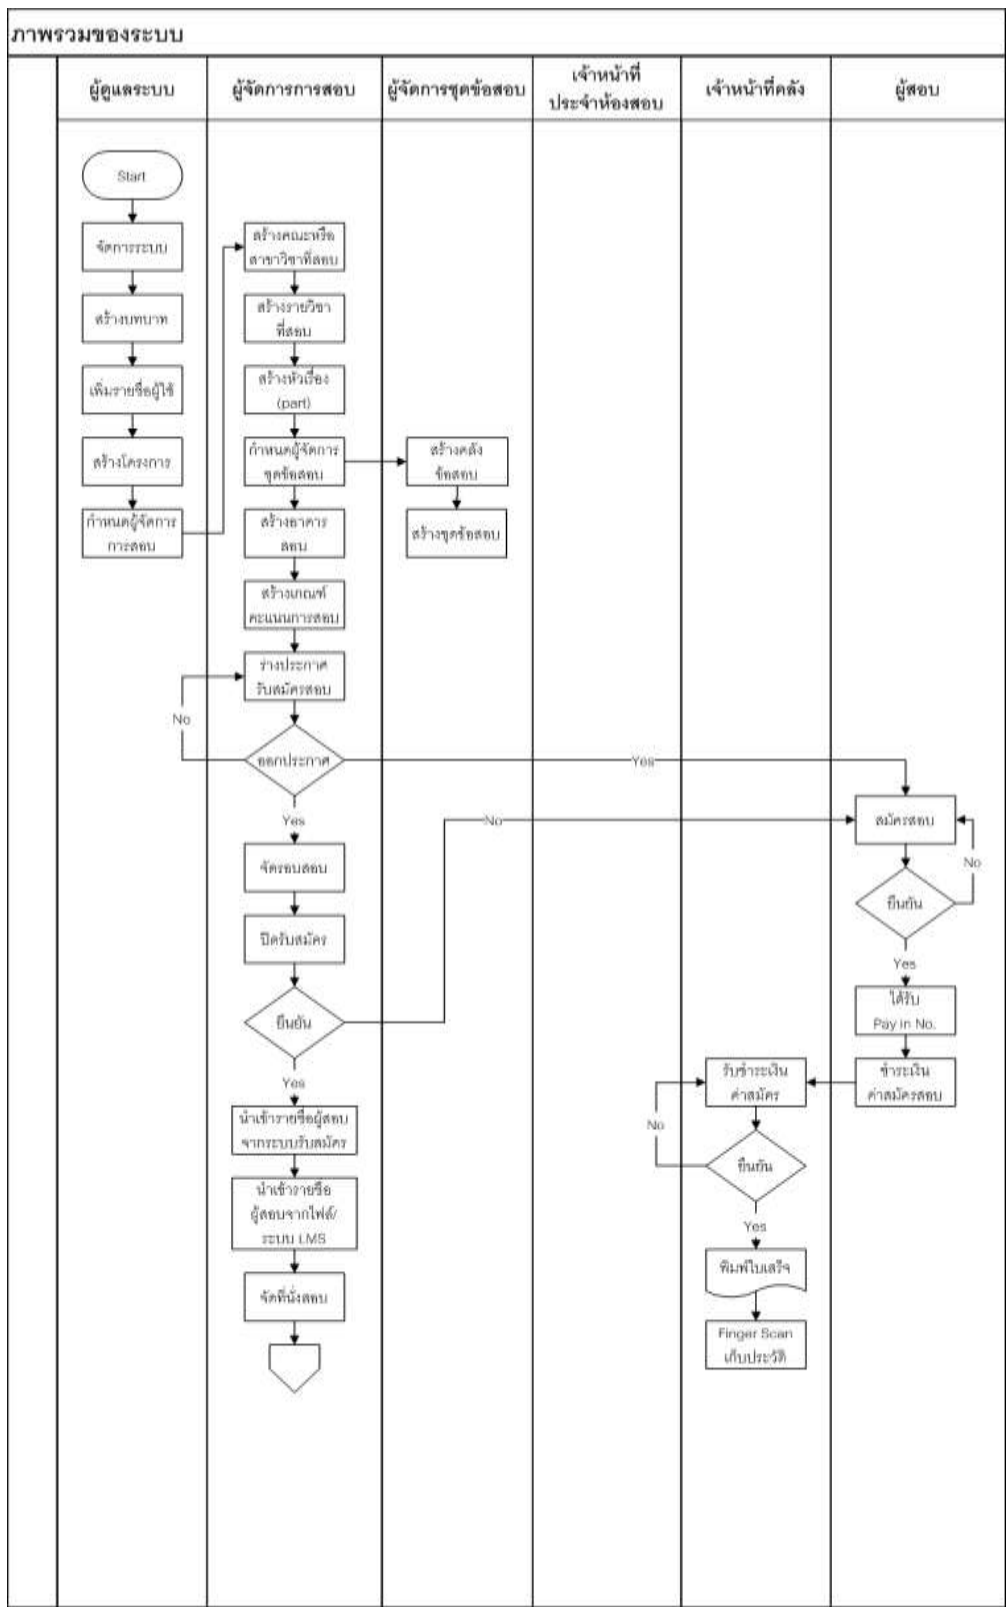 ภาพรวมของระบบ
ผู้ดูแลระบบ
ผู้จัดการการสอบ
ผู้จัดการชุดข้อสอบ
เจ้าหน้าที่
ประจำห้องสอบ
เจ้าหน้าที่คลัง
ผู้สอบ
Start
จัดการระบบ
สร้างบทบาท
เพิ่มรายชื่อผู้ใช้
สร้างโครงการ
กำหนดผู้จัดการ
การสอบ
สร้างคณะหรือ
สาขาวิชาที่สอบ
สร้างรายวิชา
ที่สอบ
สร้างหัวเรื่อง
(part)
กำหนดผู้จัดการ
ชุดข้อสอบ
สร้างคลัง
ข้อสอบ
สร้างชุดข้อสอบ
สร้างอาคาร
สอบ
สร้างเกณฑ์
คะแนนการสอบ
ร่างประกาศ
รับสมัครสอบ
No
ออกประกาศ
Yes
Yes
จัดรอบสอบ
ปิดรับสมัคร
ยืนยัน
No
Yes
นำเข้ารายชื่อผู้สอบ
จากระบบรับสมัคร
นำเข้ารายชื่อ
ผู้สอบจากไฟล์/
ระบบ LMS
จัดที่นั่งสอบ
สมัครสอบ
No
ยืนยัน
Yes
ได้รับ
Pay in No.
ชำระเงิน
ค่าสมัครสอบ
รับชำระเงิน
ค่าสมัคร
No
ยืนยัน
Yes
พิมพ์ใบเสร็จ
Finger Scan
เก็บประวัติ